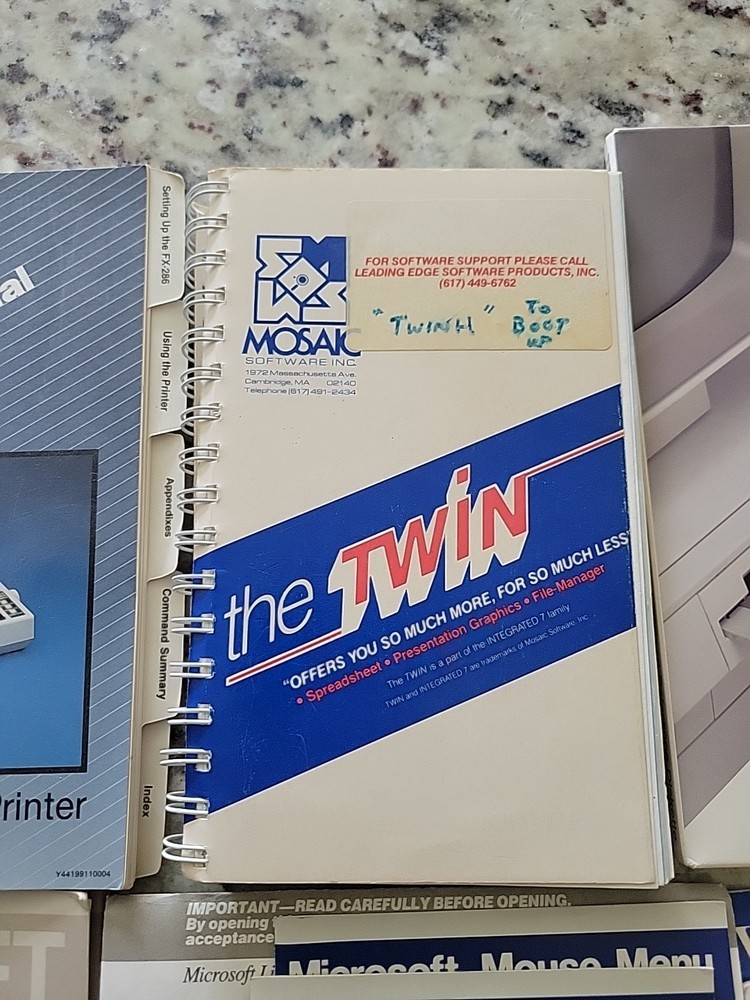 al
Setting Up the FX-286
Using the Printer
Appendixes
Command Summary
Index
Printer
Y44199110004
MOSAIC
SOFTWARE INC
1972 Massachusetts Ave.
Cambridge, MA 02140
Telephone (617) 491-2434
FOR SOFTWARE SUPPORT PLEASE CALL
LEADING EDGE SOFTWARE PRODUCTS, INC.
(617) 449-6762
"TWINH" TO BOOT UP
the TWiN
"OFFERS YOU SO MUCH MORE, FOR SO MUCH LESS"
• Spreadsheet • Presentation Graphics • File-Manager
The TWIN is a part of the INTEGRATED 7 family
TWIN and INTEGRATED 7 are trademarks of Mosaic Software Inc.
IMPORTANT—READ CAREFULLY BEFORE OPENING.
By opening
acceptance
Microsoft Li
Microsoft Mouse Menu
FT